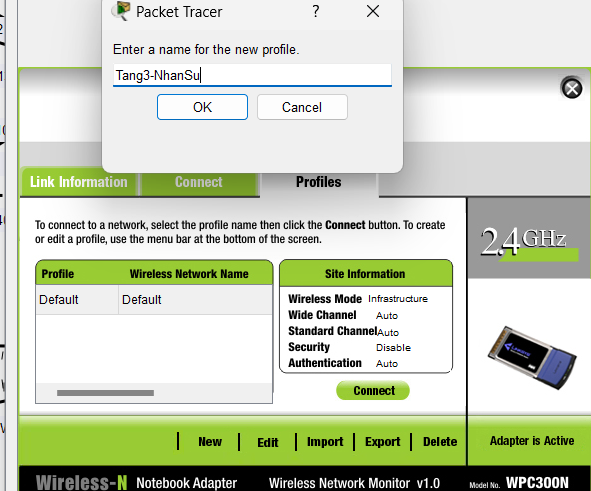 Packet Tracer ? ×
Enter a name for the new profile.
Tang3-NhanSu
OK Cancel
Link Information Connect Profiles
To connect to a network, select the profile name then click the Connect button. To create
or edit a profile, use the menu bar at the bottom of the screen.
2.4GHz
Profile Wireless Network Name
Default Default
Site Information
Wireless Mode Infrastructure
Wide Channel Auto
Standard Channel Auto
Security Disable
Authentication Auto
Connect
New Edit Import Export Delete
Adapter is Active
Wireless-N Notebook Adapter Wireless Network Monitor v1.0 Model No. WPC300N